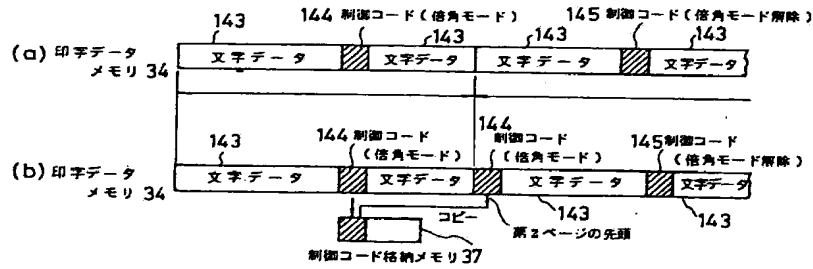 143 144 制御コード(倍角モード) 145 制御コード(倍角モード解除)
143 143 143
(a) 印字データ 文字データ 文字データ 文字データ 文字データ
メモリ34
143 144 制御コード 144 制御コード 145 制御コード
(倍角モード) (倍角モード) (倍角モード解除)
(b) 印字データ 文字データ 文字データ 文字データ 文字データ
メモリ34
コピー 143 143
第2ページの先頭
制御コード格納メモリ37